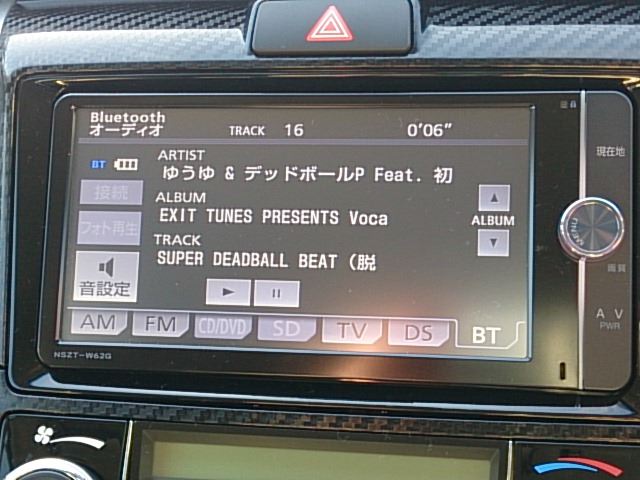 Bluetooth
オーディオ TRACK 16 0'06"
BT
ARTIST
ゆうゆ & デッドボールP Feat. 初
現在地
接続
ALBUM
EXIT TUNES PRESENTS Voca
ALBUM
フォト再生
TRACK
SUPER DEADBALL BEAT (脱
音設定
画質
AM FM CD/DVD SD TV DS BT
A V
PWR
NSZT-W62G